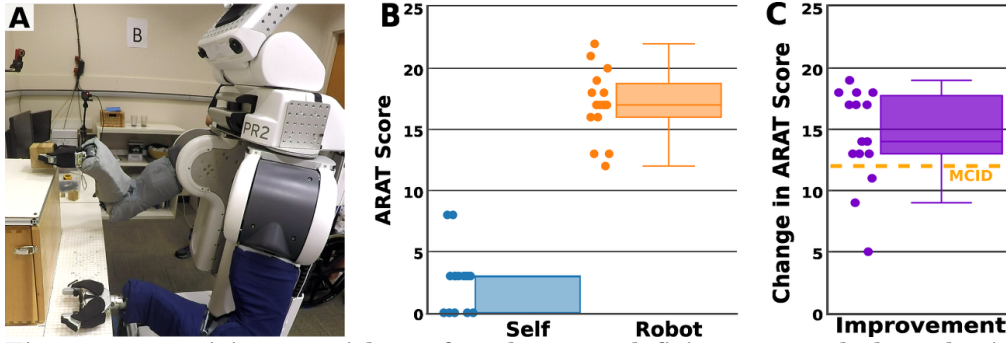 A
B
PR2
B
ARAT Score
25
20
15
10
5
0
Self
Robot
C
Change in ARAT Score
25
20
15
10
5
0
MCID
Improvement